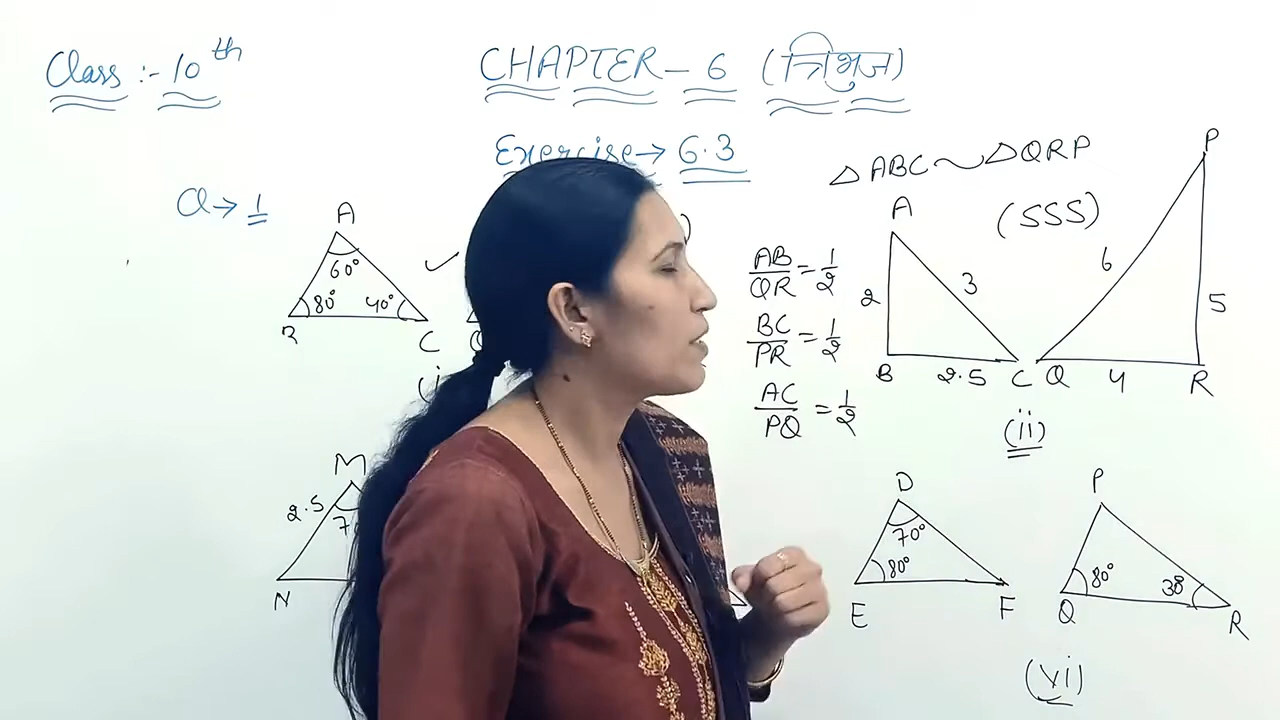 Class :- 10th
CHAPTER - 6 (त्रिभुज)
Exercise → 6.3
Q → 1
A
60°
80°
40°
B
C
△ABC ~ △QRP
(SSS)
AB/QR = 1/2
BC/PR = 1/2
AC/PQ = 1/2
A
2
3
B
2.5
C
P
6
5
Q
4
R
(ii)
M
2.5
N
D
70°
80°
E
F
P
80°
38°
Q
R
(vi)